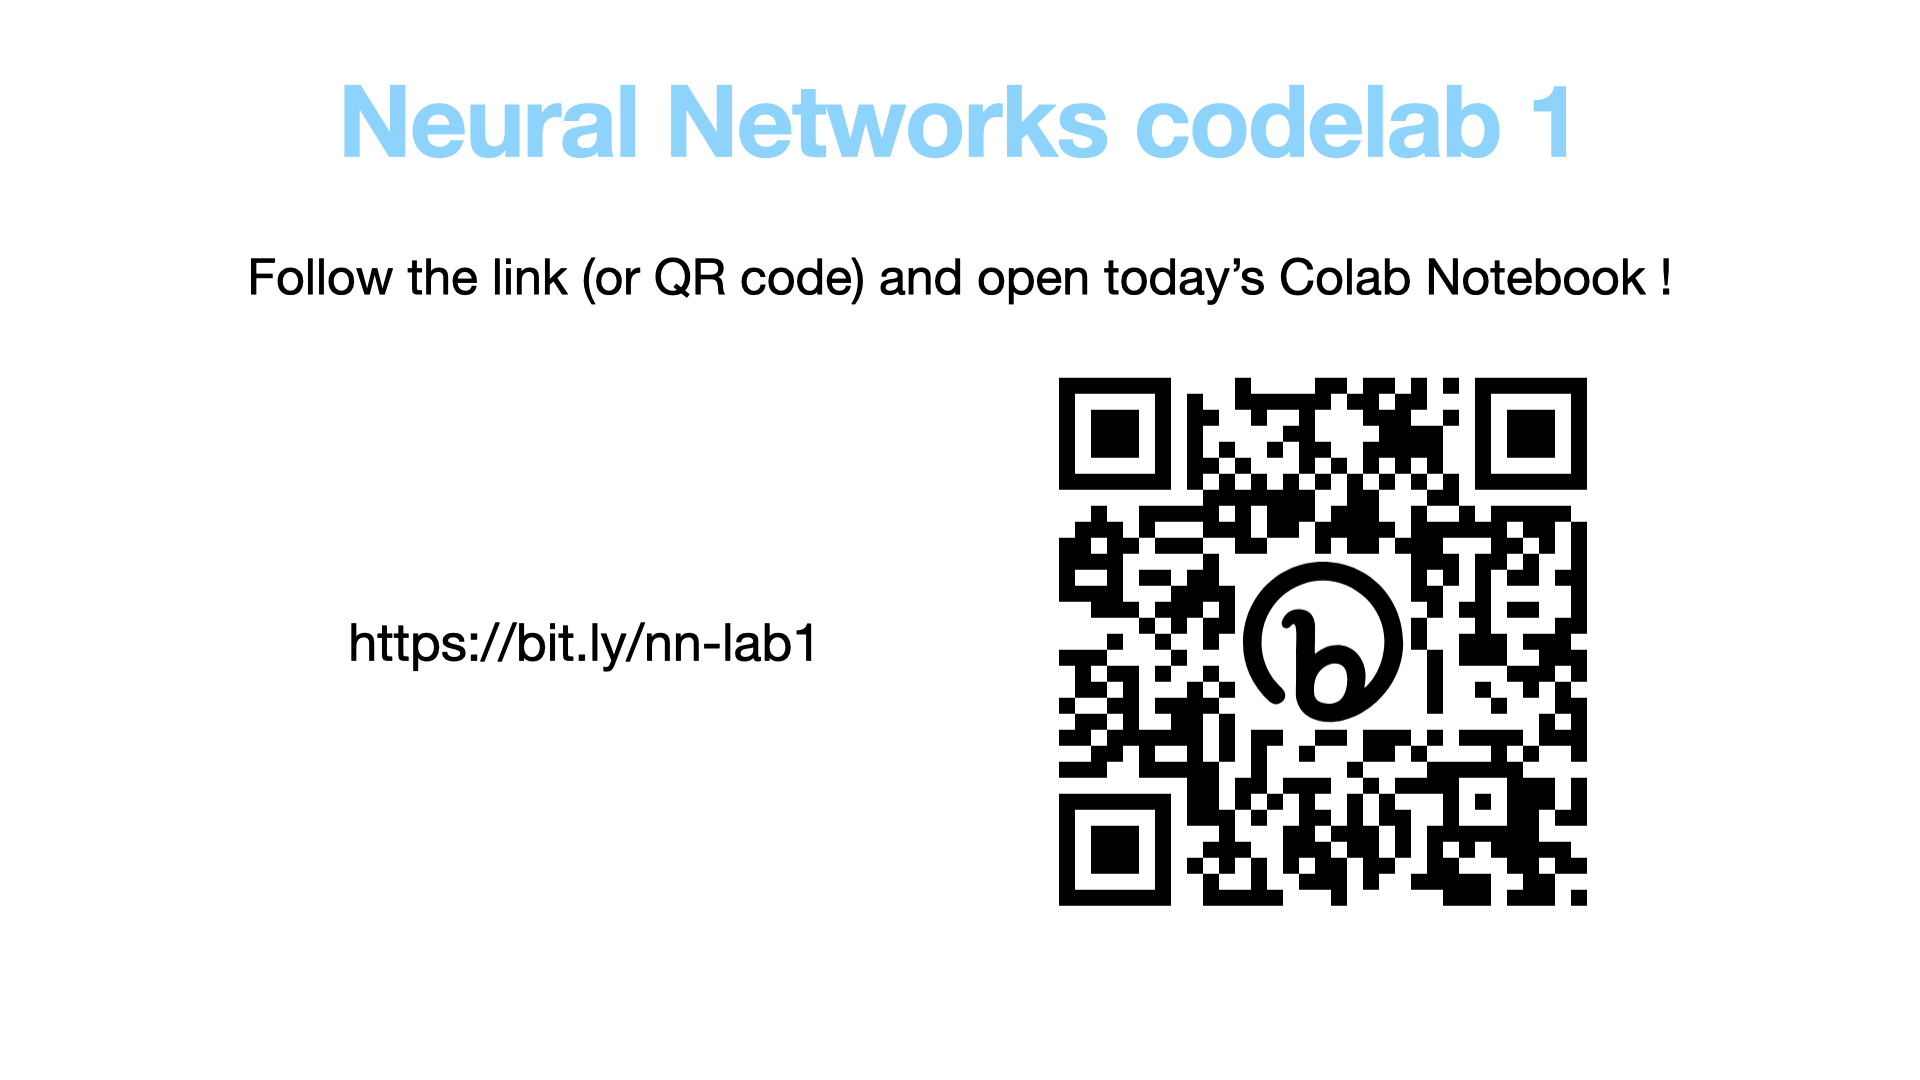 Neural Networks codelab 1
Follow the link (or QR code) and open today’s Colab Notebook !
https://bit.ly/nn-lab1